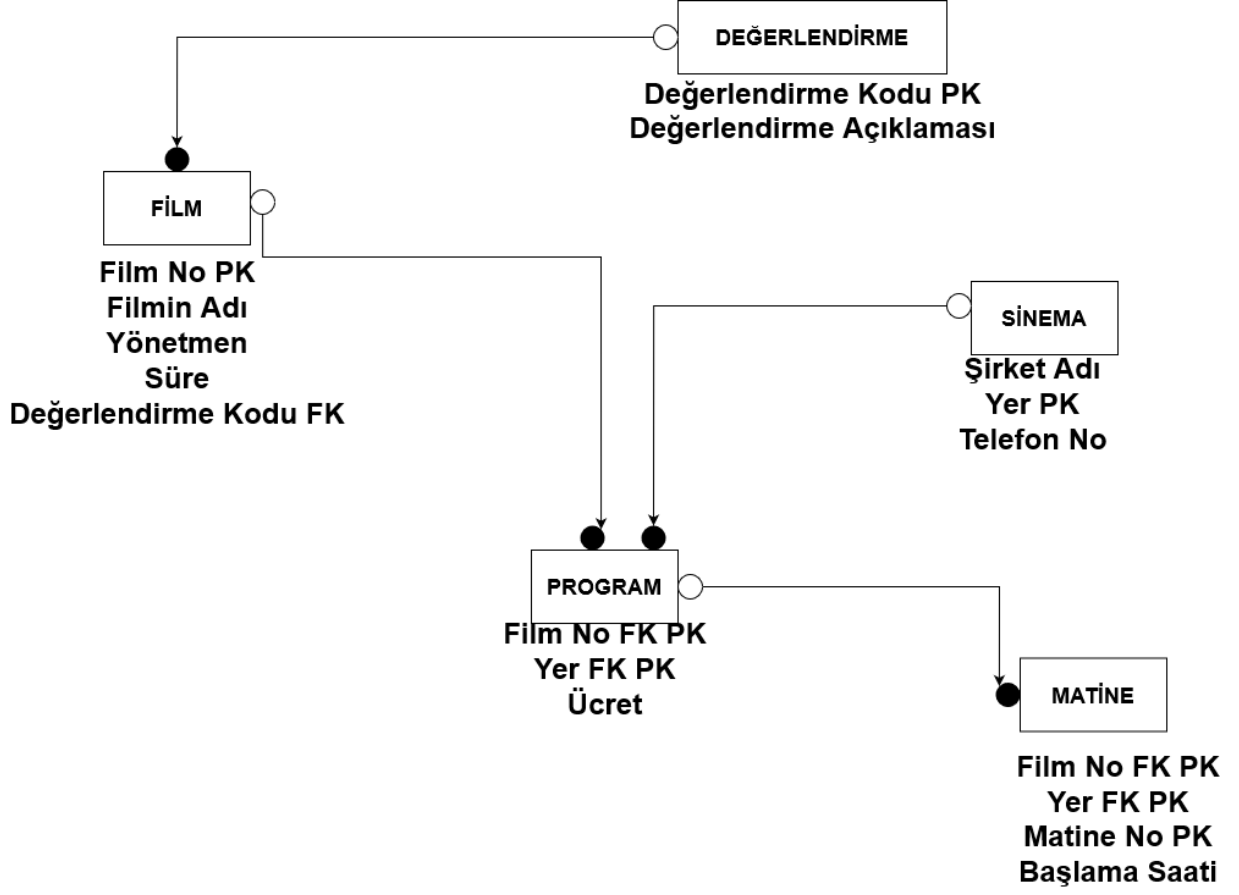 DEĞERLENDİRME
Değerlendirme Kodu PK
Değerlendirme Açıklaması
FİLM
Film No PK
Filmin Adı
Yönetmen
Süre
Değerlendirme Kodu FK
SİNEMA
Şirket Adı
Yer PK
Telefon No
PROGRAM
Film No FK PK
Yer FK PK
Ücret
MATİNE
Film No FK PK
Yer FK PK
Matine No PK
Başlama Saati